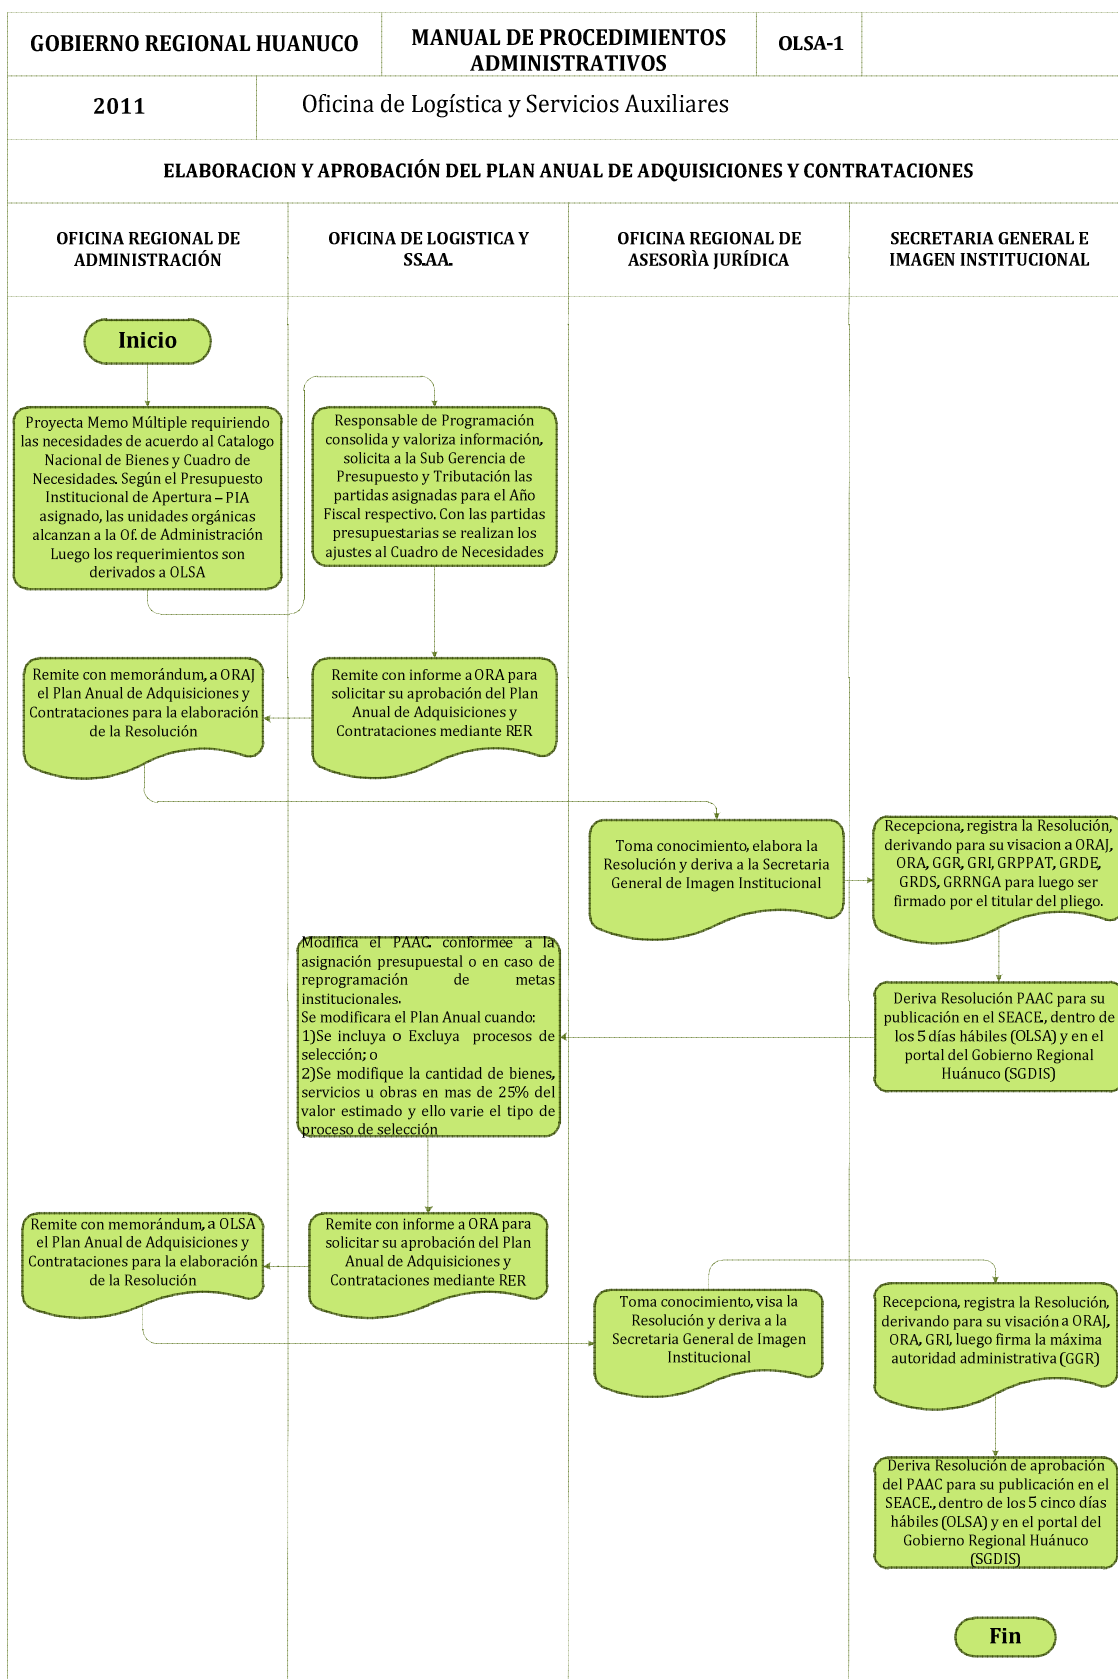 GOBIERNO REGIONAL HUANUCO
MANUAL DE PROCEDIMIENTOS
ADMINISTRATIVOS
OLSA-1
2011
Oficina de Logística y Servicios Auxiliares
ELABORACION Y APROBACIÓN DEL PLAN ANUAL DE ADQUISICIONES Y CONTRATACIONES
OFICINA REGIONAL DE
ADMINISTRACIÓN
OFICINA DE LOGISTICA Y
SS.AA.
OFICINA REGIONAL DE
ASESORÌA JURÍDICA
SECRETARIA GENERAL E
IMAGEN INSTITUCIONAL
Inicio
Proyecta Memo Múltiple requiriendo
las necesidades de acuerdo al Catalogo
Nacional de Bienes y Cuadro de
Necesidades. Según el Presupuesto
Institucional de Apertura – PIA
asignado, las unidades orgánicas
alcanzan a la Of. de Administración
Luego los requerimientos son
derivados a OLSA
Responsable de Programación
consolida y valoriza información,
solicita a la Sub Gerencia de
Presupuesto y Tributación las
partidas asignadas para el Año
Fiscal respectivo. Con las partidas
presupuestarias se realizan los
ajustes al Cuadro de Necesidades
Remite con memorándum, a ORAJ
el Plan Anual de Adquisiciones y
Contrataciones para la elaboración
de la Resolución
Remite con informe a ORA para
solicitar su aprobación del Plan
Anual de Adquisiciones y
Contrataciones mediante RER
Toma conocimiento, elabora la
Resolución y deriva a la Secretaria
General de Imagen Institucional
Recepciona, registra la Resolución,
derivando para su visacion a ORAJ,
ORA, GGR, GRI, GRPPAT, GRDE,
GRDS, GRRNGA para luego ser
firmado por el titular del pliego.
Modifica el PAAC. conformée a la
asignación presupuestal o en caso de
reprogramación de metas
institucionales.
Se modificara el Plan Anual cuando:
1)Se incluya o Excluya procesos de
selección; o
2)Se modifique la cantidad de bienes,
servicios u obras en mas de 25% del
valor estimado y ello varie el tipo de
proceso de selección
Deriva Resolución PAAC para su
publicación en el SEACE., dentro de
los 5 días hábiles (OLSA) y en el
portal del Gobierno Regional
Huánuco (SGDIS)
Remite con memorándum, a OLSA
el Plan Anual de Adquisiciones y
Contrataciones para la elaboración
de la Resolución
Remite con informe a ORA para
solicitar su aprobación del Plan
Anual de Adquisiciones y
Contrataciones mediante RER
Toma conocimiento, visa la
Resolución y deriva a la
Secretaria General de Imagen
Institucional
Recepciona, registra la Resolución,
derivando para su visación a ORAJ,
ORA, GRI, luego firma la máxima
autoridad administrativa (GGR)
Deriva Resolución de aprobación
del PAAC para su publicación en el
SEACE., dentro de los 5 cinco días
hábiles (OLSA) y en el portal del
Gobierno Regional Huánuco
(SGDIS)
Fin